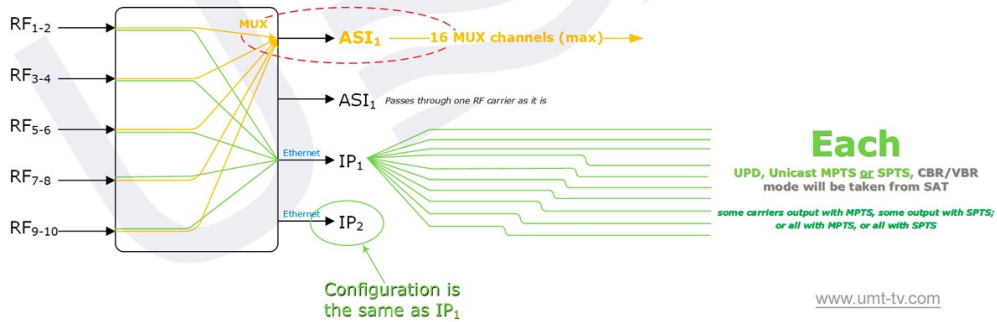 RF1-2
RF3-4
RF5-6
RF7-8
RF9-10
MUX
ASI1
16 MUX channels (max)
ASI1 Passes through one RF carrier as it is
Ethernet
IP1
Ethernet
IP2
Configuration is
the same as IP1
Each
UPD, Unicast MPTS or SPTS, CBR/VBR
mode will be taken from SAT
some carriers output with MPTS, some output with SPTS;
or all with MPTS, or all with SPTS
www.umt-tv.com